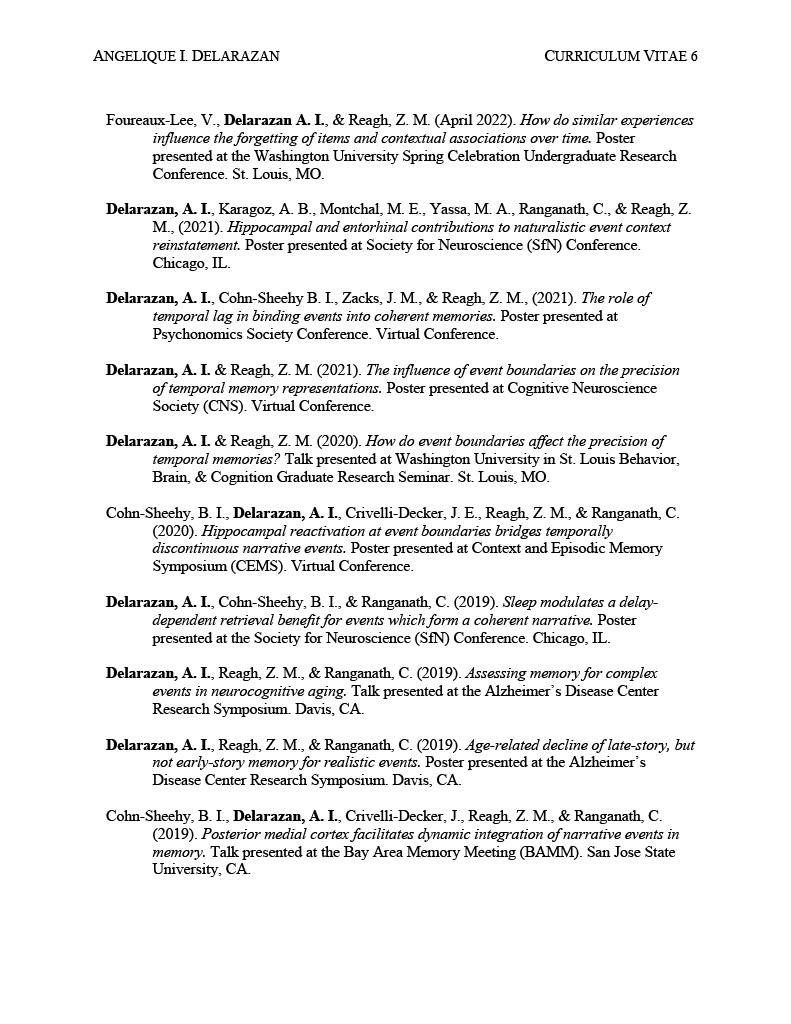 ANGELIQUE I. DELARAZAN CURRICULUM VITAE 6
Foureaux-Lee, V., Delarazan A. I., & Reagh, Z. M. (April 2022). How do similar experiences
influence the forgetting of items and contextual associations over time. Poster
presented at the Washington University Spring Celebration Undergraduate Research
Conference. St. Louis, MO.
Delarazan, A. I., Karagoz, A. B., Montchal, M. E., Yassa, M. A., Ranganath, C., & Reagh, Z.
M., (2021). Hippocampal and entorhinal contributions to naturalistic event context
reinstatement. Poster presented at Society for Neuroscience (SfN) Conference.
Chicago, IL.
Delarazan, A. I., Cohn-Sheehy B. I., Zacks, J. M., & Reagh, Z. M., (2021). The role of
temporal lag in binding events into coherent memories. Poster presented at
Psychonomics Society Conference. Virtual Conference.
Delarazan, A. I. & Reagh, Z. M. (2021). The influence of event boundaries on the precision
of temporal memory representations. Poster presented at Cognitive Neuroscience
Society (CNS). Virtual Conference.
Delarazan, A. I. & Reagh, Z. M. (2020). How do event boundaries affect the precision of
temporal memories? Talk presented at Washington University in St. Louis Behavior,
Brain, & Cognition Graduate Research Seminar. St. Louis, MO.
Cohn-Sheehy, B. I., Delarazan, A. I., Crivelli-Decker, J. E., Reagh, Z. M., & Ranganath, C.
(2020). Hippocampal reactivation at event boundaries bridges temporally
discontinuous narrative events. Poster presented at Context and Episodic Memory
Symposium (CEMS). Virtual Conference.
Delarazan, A. I., Cohn-Sheehy, B. I., & Ranganath, C. (2019). Sleep modulates a delay-
dependent retrieval benefit for events which form a coherent narrative. Poster
presented at the Society for Neuroscience (SfN) Conference. Chicago, IL.
Delarazan, A. I., Reagh, Z. M., & Ranganath, C. (2019). Assessing memory for complex
events in neurocognitive aging. Talk presented at the Alzheimer’s Disease Center
Research Symposium. Davis, CA.
Delarazan, A. I., Reagh, Z. M., & Ranganath, C. (2019). Age-related decline of late-story, but
not early-story memory for realistic events. Poster presented at the Alzheimer’s
Disease Center Research Symposium. Davis, CA.
Cohn-Sheehy, B. I., Delarazan, A. I., Crivelli-Decker, J., Reagh, Z. M., & Ranganath, C.
(2019). Posterior medial cortex facilitates dynamic integration of narrative events in
memory. Talk presented at the Bay Area Memory Meeting (BAMM). San Jose State
University, CA.